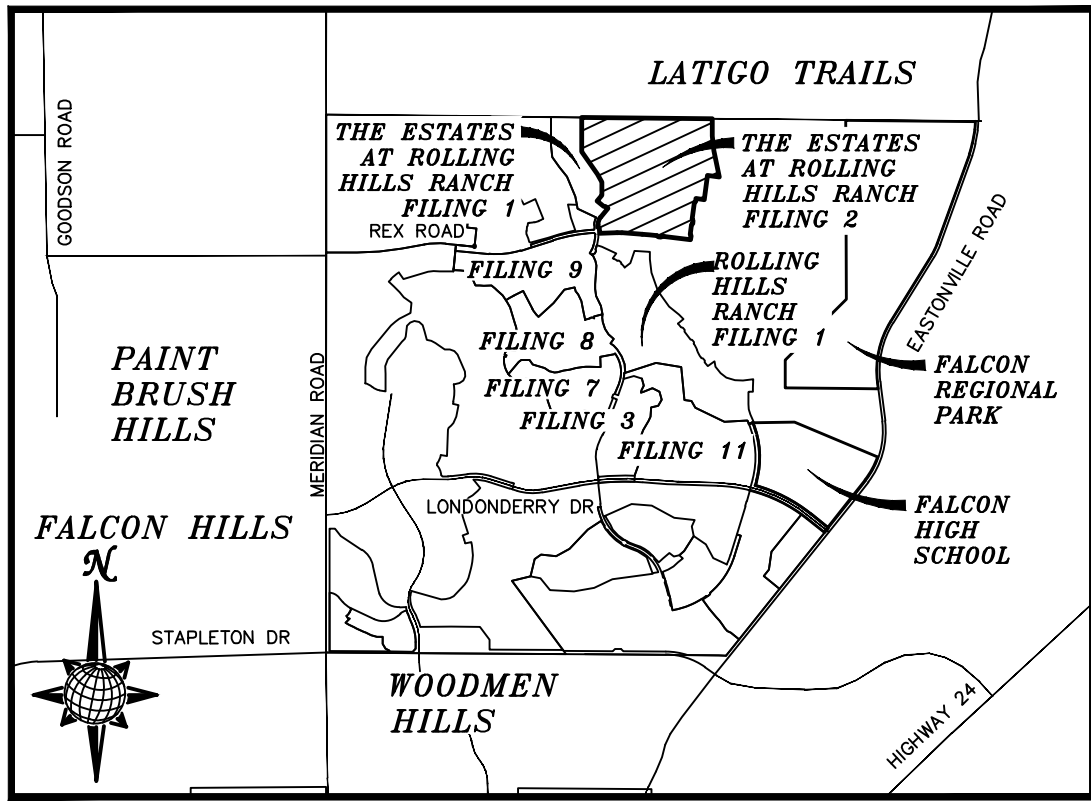 LATIGO TRAILS
GOODSON ROAD
THE ESTATES
AT ROLLING
HILLS RANCH
FILING 1
THE ESTATES
AT ROLLING
HILLS RANCH
FILING 2
REX ROAD
FILING 9
ROLLING
HILLS
RANCH
FILING 1
EASTONVILLE ROAD
FILING 8
PAINT
BRUSH
HILLS
MERIDIAN ROAD
FILING 7
FILING 3
FALCON
REGIONAL
PARK
FILING 11
LONDONDERRY DR
FALCON
HIGH
SCHOOL
FALCON HILLS
N
STAPLETON DR
WOODMEN
HILLS
HIGHWAY 24